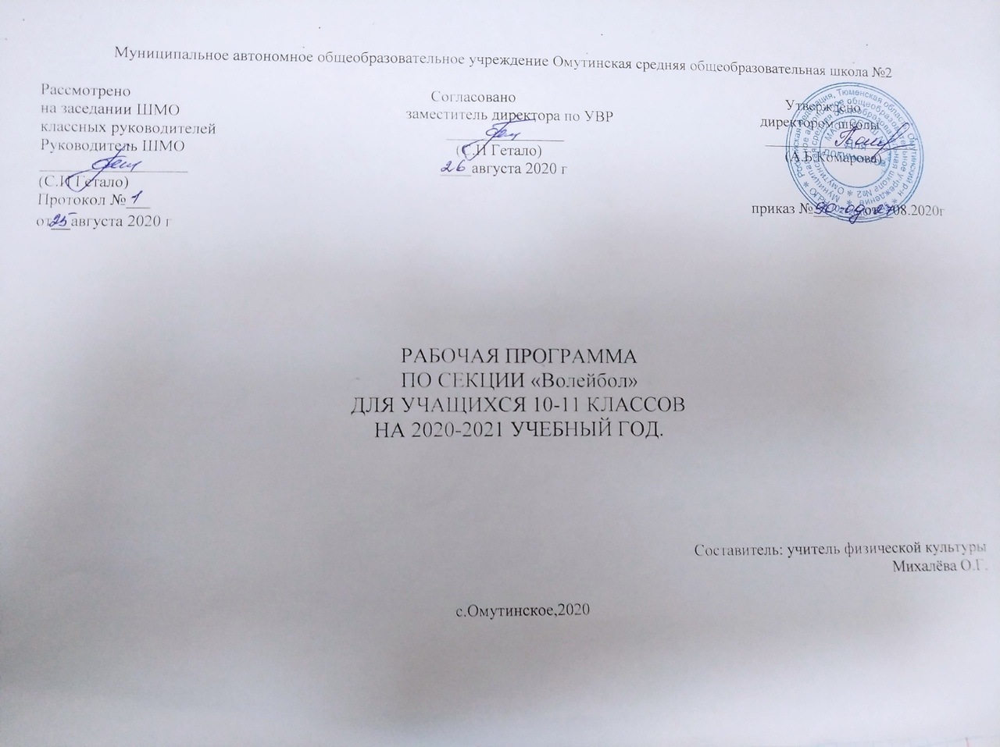 Муниципальное автономное общеобразовательное учреждение Омутинская средняя общеобразовательная школа №2
Рассмотрено
на заседании ШМО
классных руководителей
Руководитель ШМО
(С.И Гетало)
Протокол № 1
от 25 августа 2020 г
Согласовано
заместитель директора по УВР
(С.И Гетало)
26 августа 2020 г
Утверждено
директором школы
(А.Б.Комарова)
приказ № 90-од от 27.08.2020г
РАБОЧАЯ ПРОГРАММА
ПО СЕКЦИИ «Волейбол»
ДЛЯ УЧАЩИХСЯ 10-11 КЛАССОВ
НА 2020-2021 УЧЕБНЫЙ ГОД.
Составитель: учитель физической культуры
Михалёва О.Г.
с.Омутинское,2020